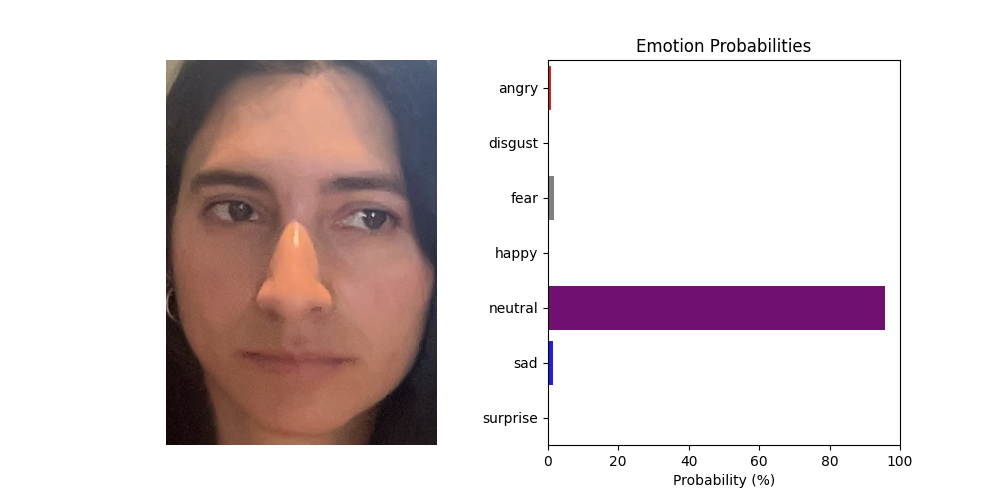 Emotion Probabilities
angry
disgust
fear
happy
neutral
sad
surprise
0 20 40 60 80 100
Probability (%)